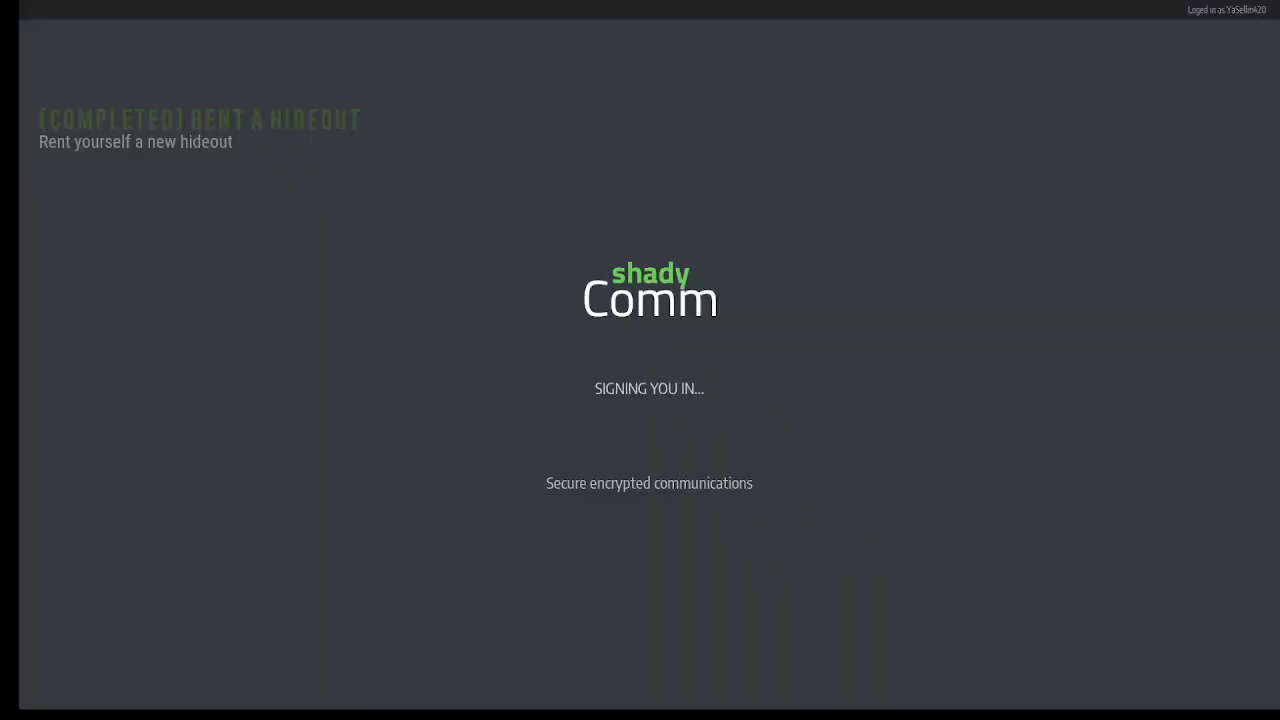 Loged in as:YaSellin420
(COMPLETED) RENT A HIDEOUT
Rent yourself a new hideout
shady
Comm
SIGNING YOU IN...
Secure encrypted communications